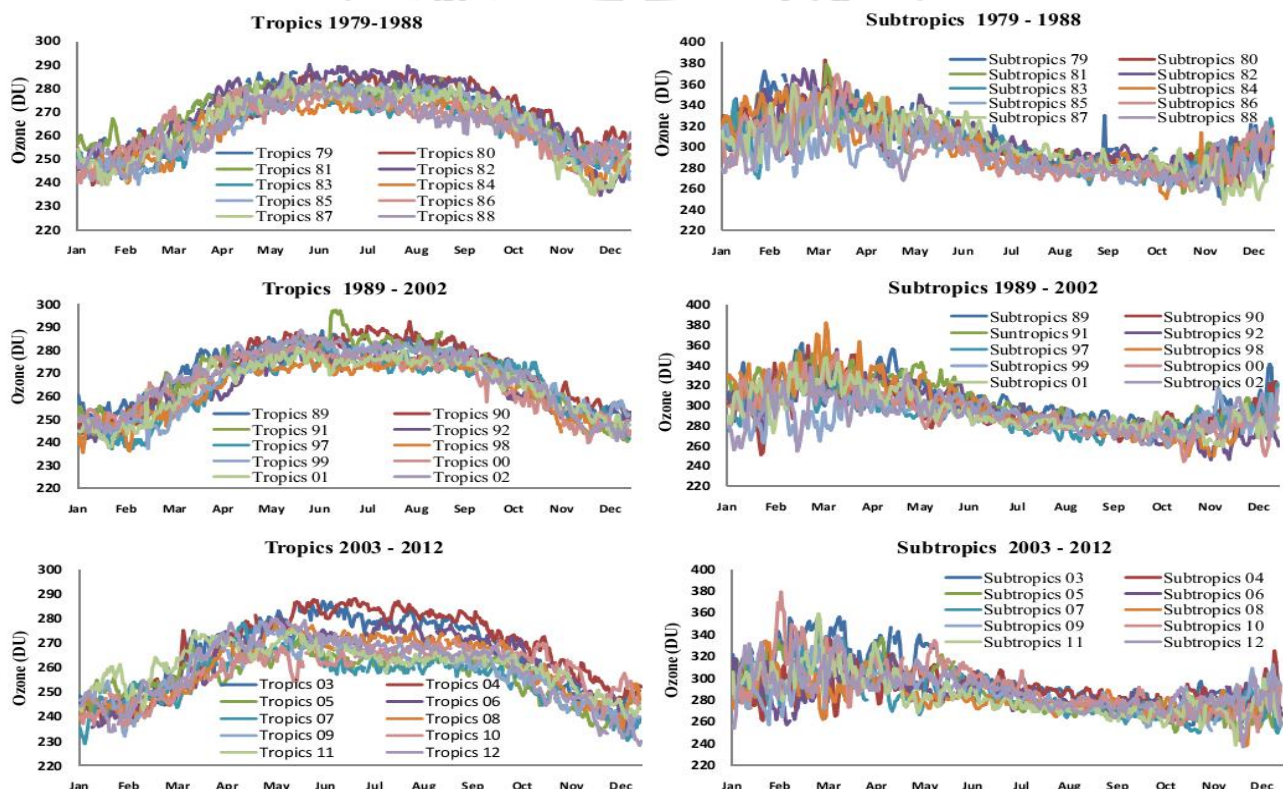 Tropics 1979-1988
Ozone (DU)
300
290
280
270
260
250
240
230
220
Tropics 79 Tropics 80
Tropics 81 Tropics 82
Tropics 83 Tropics 84
Tropics 85 Tropics 86
Tropics 87 Tropics 88
Jan Feb Mar Apr May Jun Jul Aug Sep Oct Nov Dec
Subtropics 1979 - 1988
Ozone (DU)
400
380
360
340
320
300
280
260
240
220
Subtropics 79 Subtropics 80
Subtropics 81 Subtropics 82
Subtropics 83 Subtropics 84
Subtropics 85 Subtropics 86
Subtropics 87 Subtropics 88
Jan Feb Mar Apr May Jun Jul Aug Sep Oct Nov Dec
Tropics 1989 - 2002
Ozone (DU)
300
290
280
270
260
250
240
230
220
Tropics 89 Tropics 90
Tropics 91 Tropics 92
Tropics 97 Tropics 98
Tropics 99 Tropics 00
Tropics 01 Tropics 02
Jan Feb Mar Apr May Jun Jul Aug Sep Oct Nov Dec
Subtropics 1989 - 2002
Ozone (DU)
400
380
360
340
320
300
280
260
240
220
Subtropics 89 Subtropics 90
Suntropics 91 Subtropics 92
Subtropics 97 Subtropics 98
Subtropics 99 Subtropics 00
Subtropics 01 Subtropics 02
Jan Feb Mar Apr May Jun Jul Aug Sep Oct Nov Dec
Tropics 2003 - 2012
Ozone (DU)
300
290
280
270
260
250
240
230
220
Tropics 03 Tropics 04
Tropics 05 Tropics 06
Tropics 07 Tropics 08
Tropics 09 Tropics 10
Tropics 11 Tropics 12
Jan Feb Mar Apr May Jun Jul Aug Sep Oct Nov Dec
Subtropics 2003 - 2012
Ozone (DU)
400
380
360
340
320
300
280
260
240
220
Subtropics 03 Subtropics 04
Subtropics 05 Subtropics 06
Subtropics 07 Subtropics 08
Subtropics 09 Subtropics 10
Subtropics 11 Subtropics 12
Jan Feb Mar Apr May Jun Jul Aug Sep Oct Nov Dec